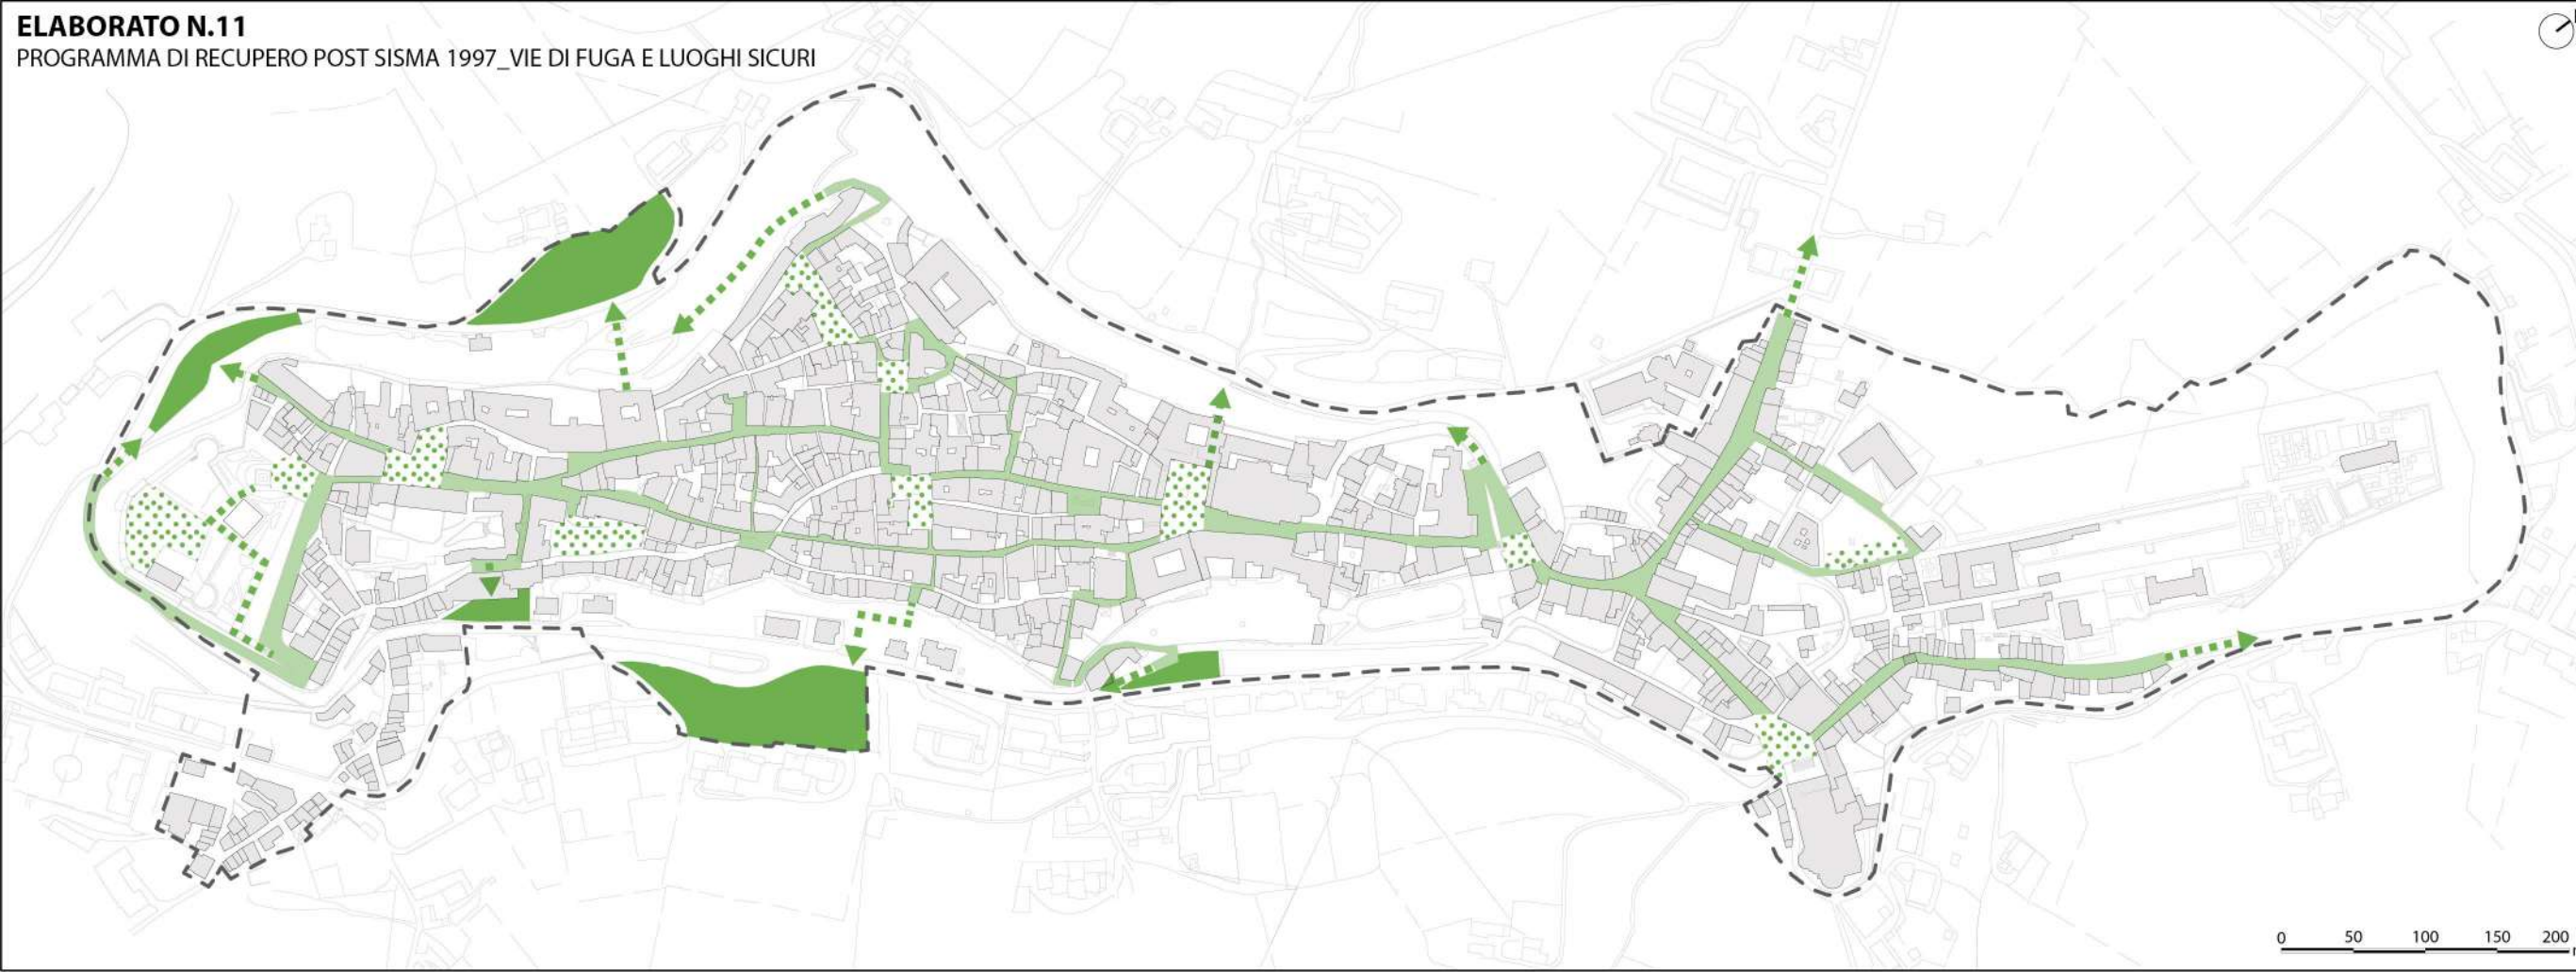 ELABORATO N.11
PROGRAMMA DI RECUPERO POST SISMA 1997_VIE DI FUGA E LUOGHI SICURI
0 50 100 150 200